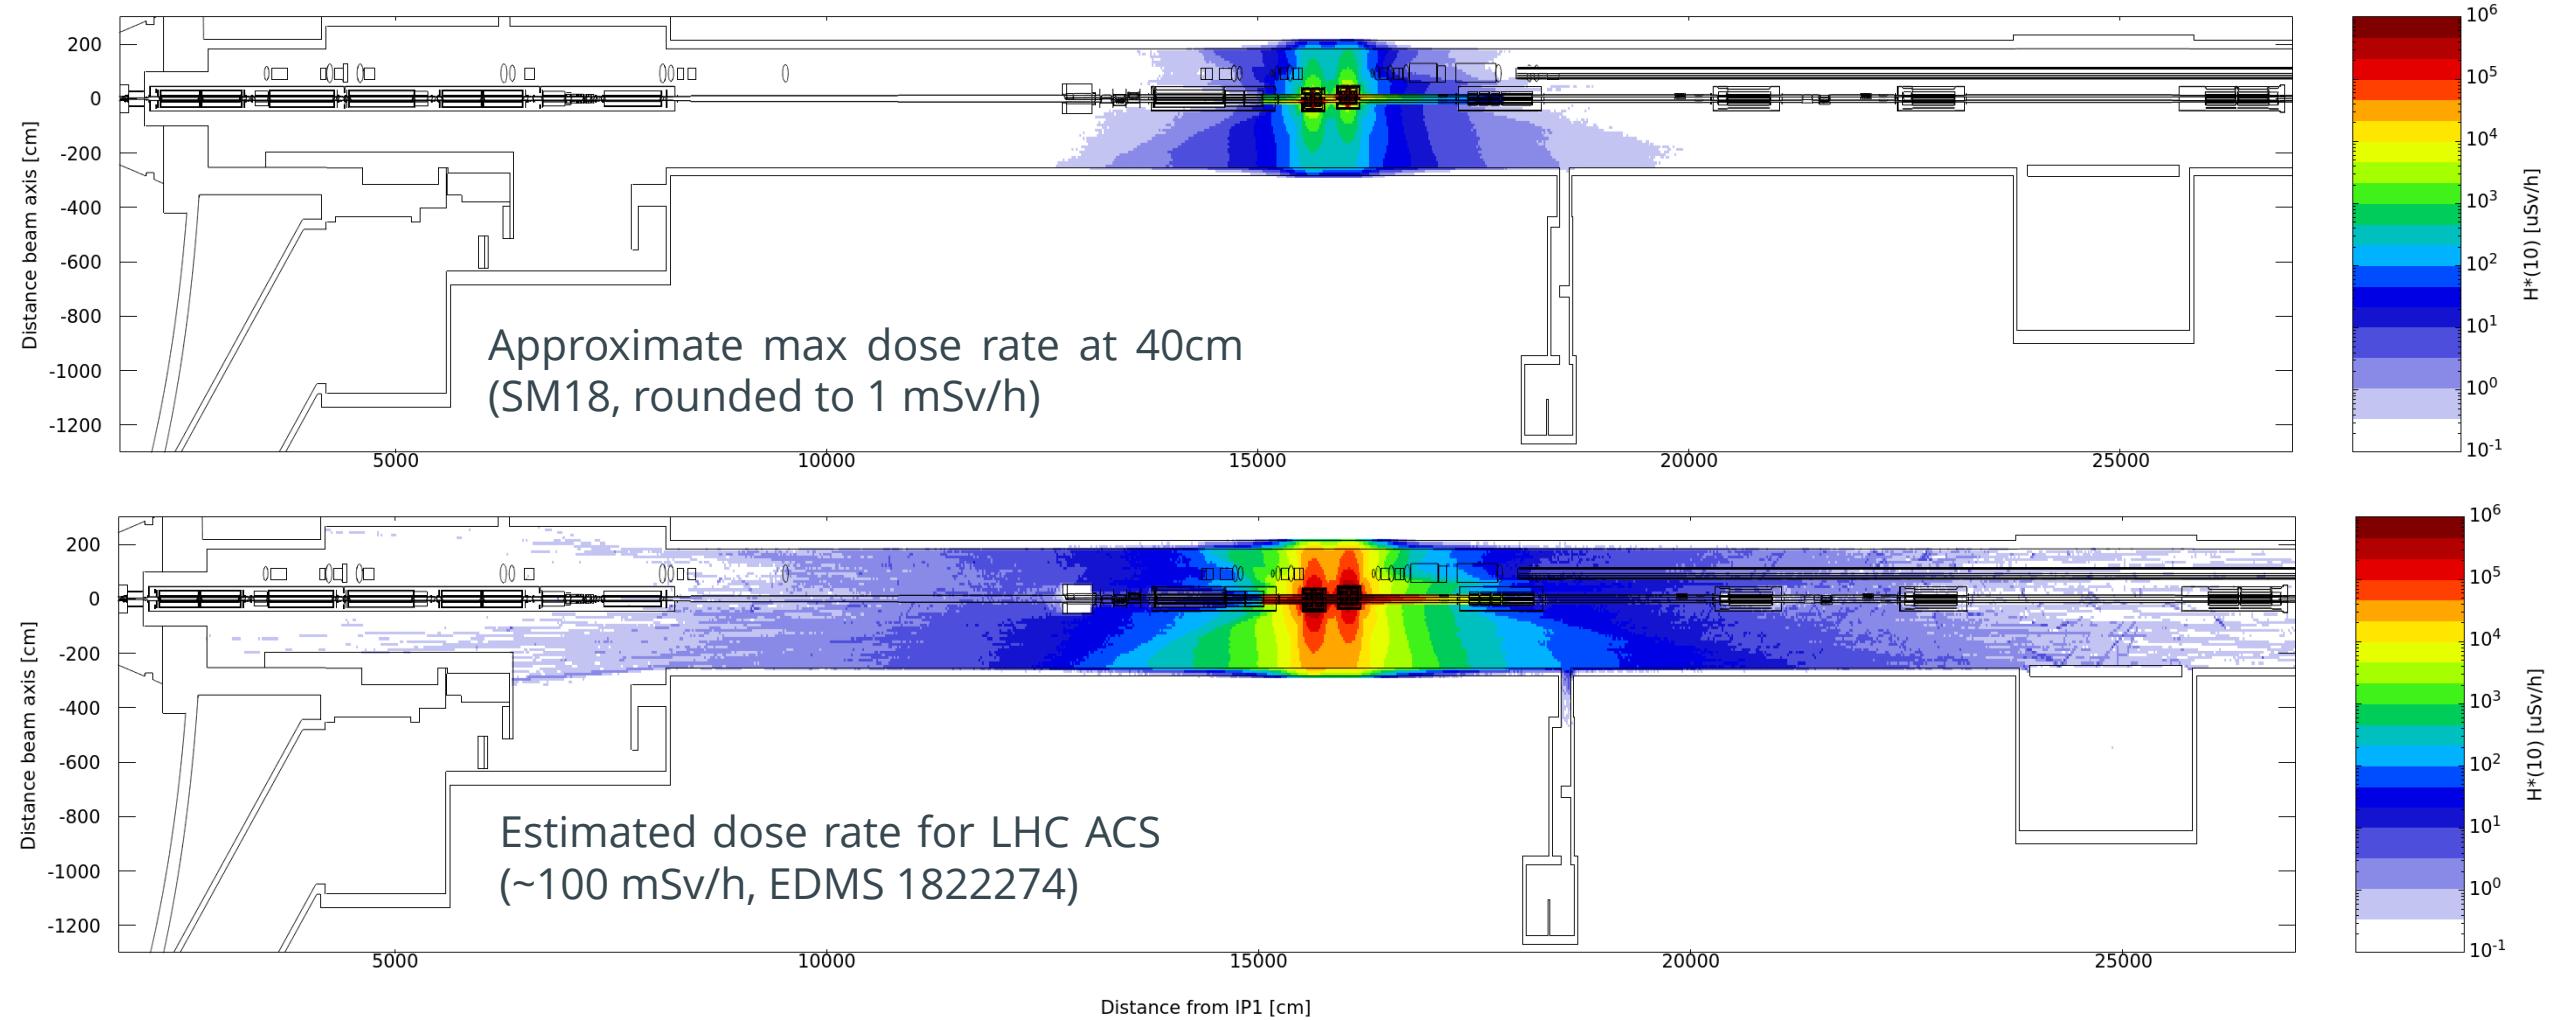 200
0
-200
-400
-600
-800
-1000
-1200
Distance beam axis [cm]
Approximate max dose rate at 40cm
(SM18, rounded to 1 mSv/h)
5000 10000 15000 20000 25000
10^6
10^5
10^4
10^3
10^2
10^1
10^0
10^-1
H*(10) [uSv/h]
200
0
-200
-400
-600
-800
-1000
-1200
Distance beam axis [cm]
Estimated dose rate for LHC ACS
(~100 mSv/h, EDMS 1822274)
5000 10000 15000 20000 25000
Distance from IP1 [cm]
10^6
10^5
10^4
10^3
10^2
10^1
10^0
10^-1
H*(10) [uSv/h]